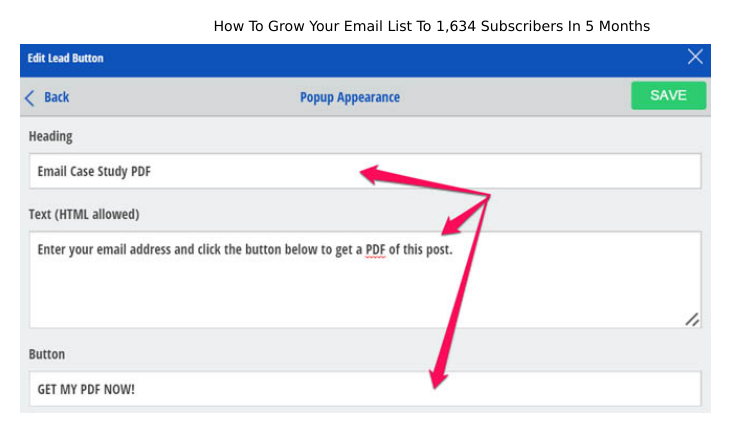 How To Grow Your Email List To 1,634 Subscribers In 5 Months
Edit Lead Button
Back
Popup Appearance
SAVE
Heading
Email Case Study PDF
Text (HTML allowed)
Enter your email address and click the button below to get a PDF of this post.
Button
GET MY PDF NOW!